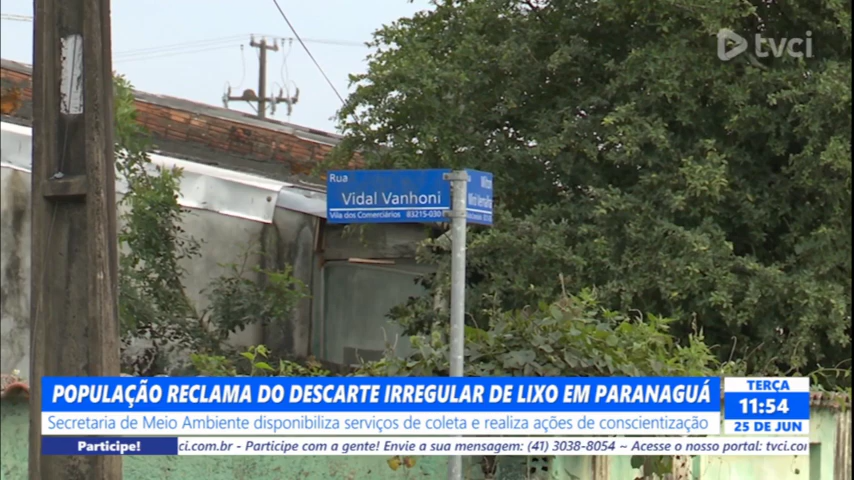 tvci
Rua
Vidal Vanhoni
Vila dos Comerciários 83215-030
POPULAÇÃO RECLAMA DO DESCARTE IRREGULAR DE LIXO EM PARANAGUÁ
Secretaria de Meio Ambiente disponibiliza serviços de coleta e realiza ações de conscientização
TERÇA
11:54
25 DE JUN
Participe!
ci.com.br - Participe com a gente! Envie a sua mensagem: (41) 3038-8054 ~ Acesse o nosso portal: tvci.cor